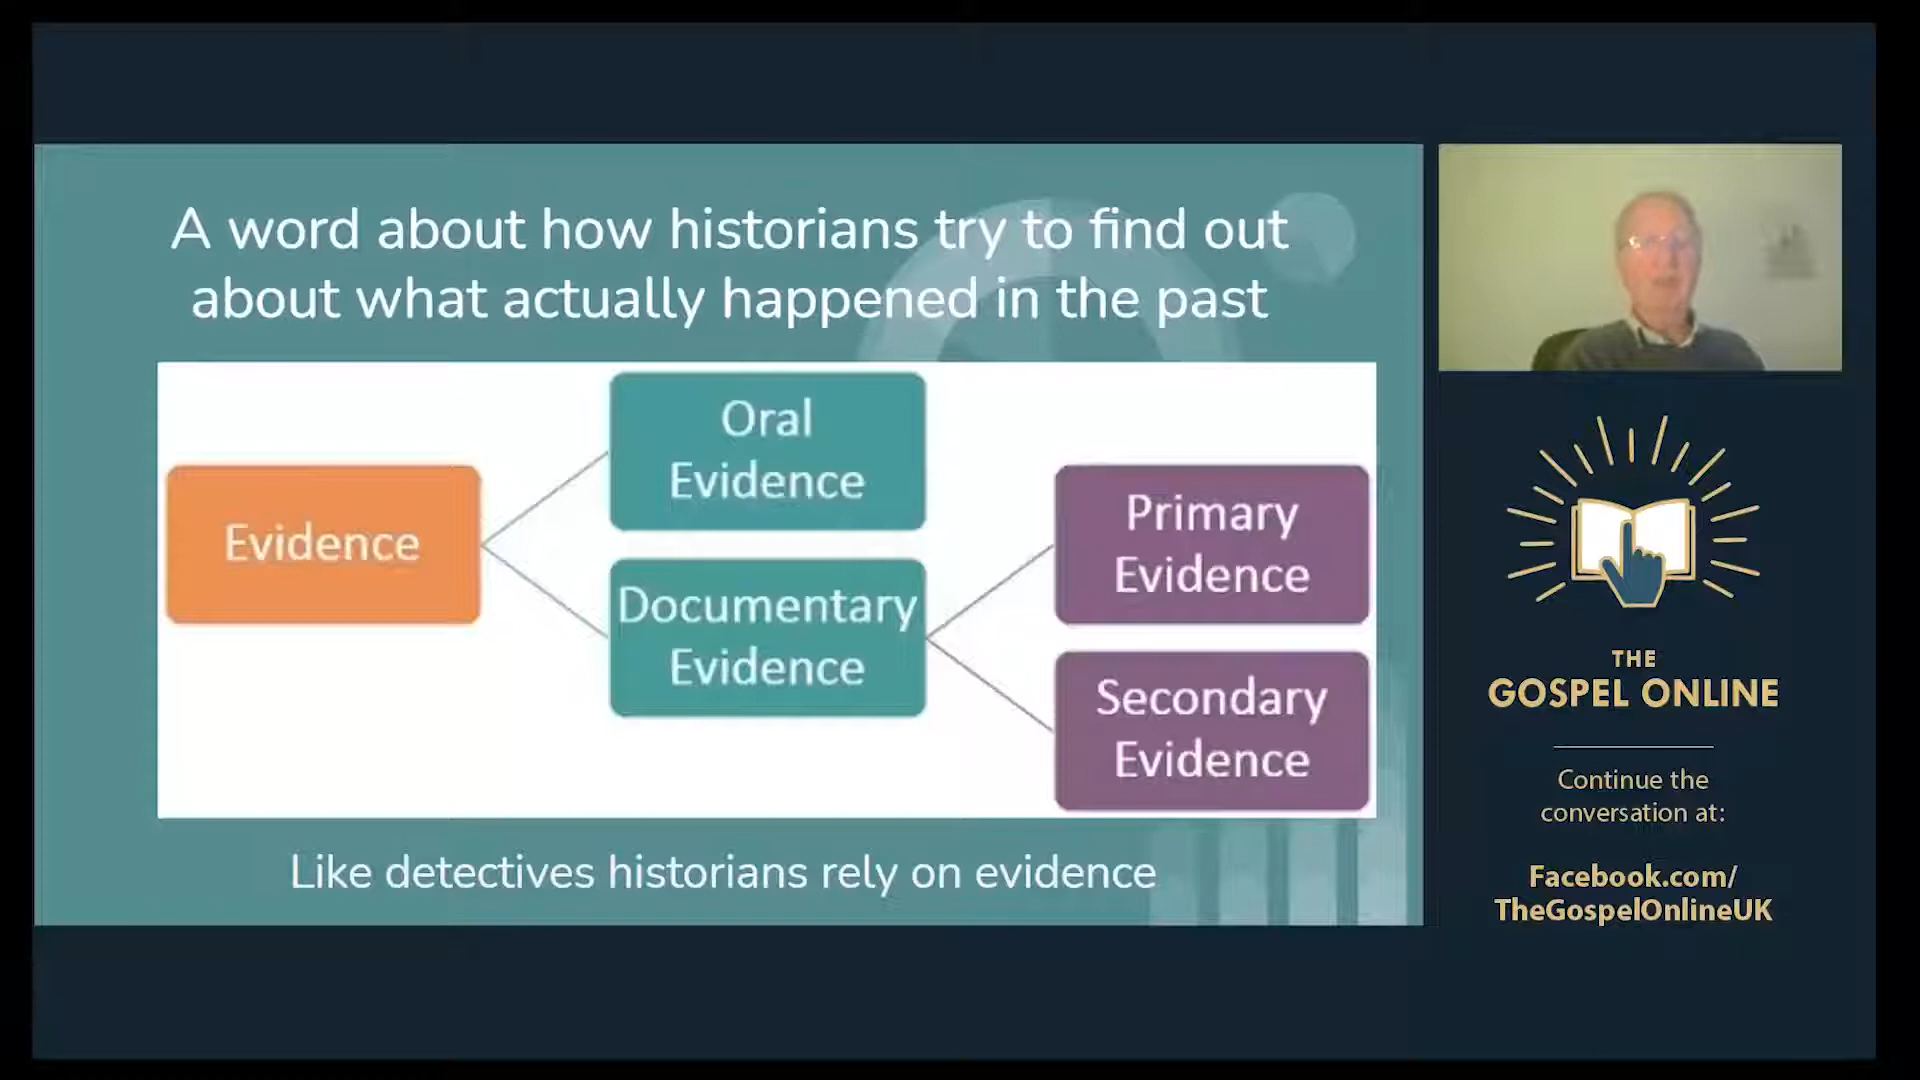 A word about how historians try to find out
about what actually happened in the past
Evidence
Oral
Evidence
Documentary
Evidence
Primary
Evidence
Secondary
Evidence
Like detectives historians rely on evidence
THE
GOSPEL ONLINE
Continue the
conversation at:
Facebook.com/
TheGospelOnlineUK